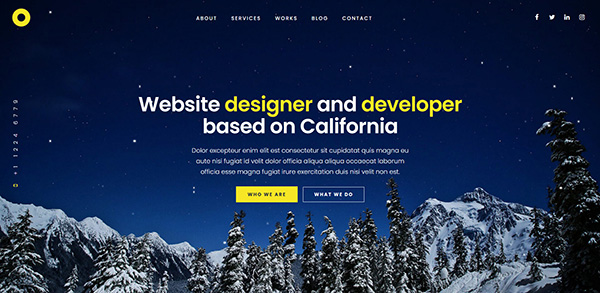 ABOUT SERVICES WORKS BLOG CONTACT
+1 1224 6779
Website designer and developer
based on California
Dolor excepteur enim elit est consectetur sit cupidatat quis magna eu
aute nisi fugiat id velit dolor officia aliqua aliqua occaecat laborum
officia esse magna fugiat irure exercitation duis nisi velit non est.
WHO WE ARE WHAT WE DO